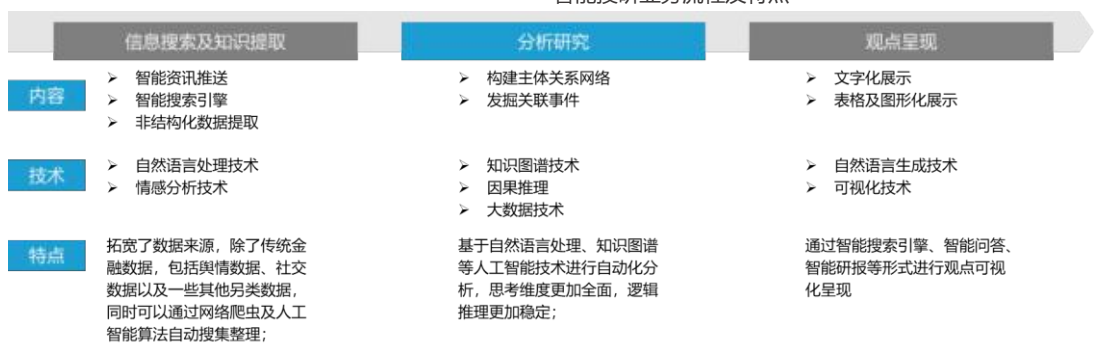 智能投研业务流程及特点
信息搜索及知识提取
分析研究
观点呈现
内容
➢ 智能资讯推送
➢ 智能搜索引擎
➢ 非结构化数据提取
➢ 构建主体关系网络
➢ 发掘关联事件
➢ 文字化展示
➢ 表格及图形化展示
技术
➢ 自然语言处理技术
➢ 情感分析技术
➢ 知识图谱技术
➢ 因果推理
➢ 大数据技术
➢ 自然语言生成技术
➢ 可视化技术
特点
拓宽了数据来源，除了传统金
融数据，包括舆情数据、社交
数据以及一些其他另类数据，
同时可以通过网络爬虫及人工
智能算法自动搜集整理；
基于自然语言处理、知识图谱
等人工智能技术进行自动化分
析，思考维度更加全面，逻辑
推理更加稳定；
通过智能搜索引擎、智能问答、
智能研报等形式进行观点可视
化呈现